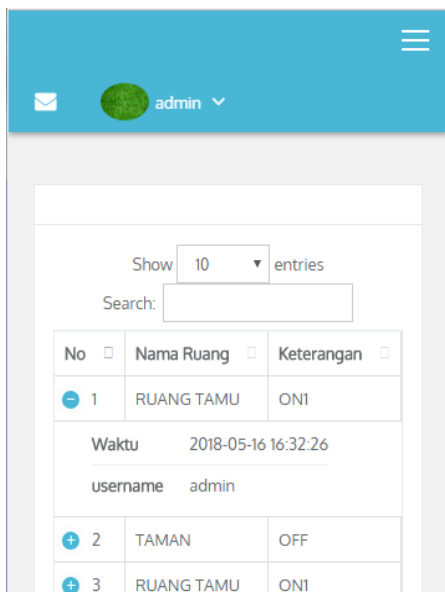 admin
Show 10 entries
Search:
No Nama Ruang Keterangan
1 RUANG TAMU ON1
Waktu 2018-05-16 16:32:26
username admin
2 TAMAN OFF
3 RUANG TAMU ON1